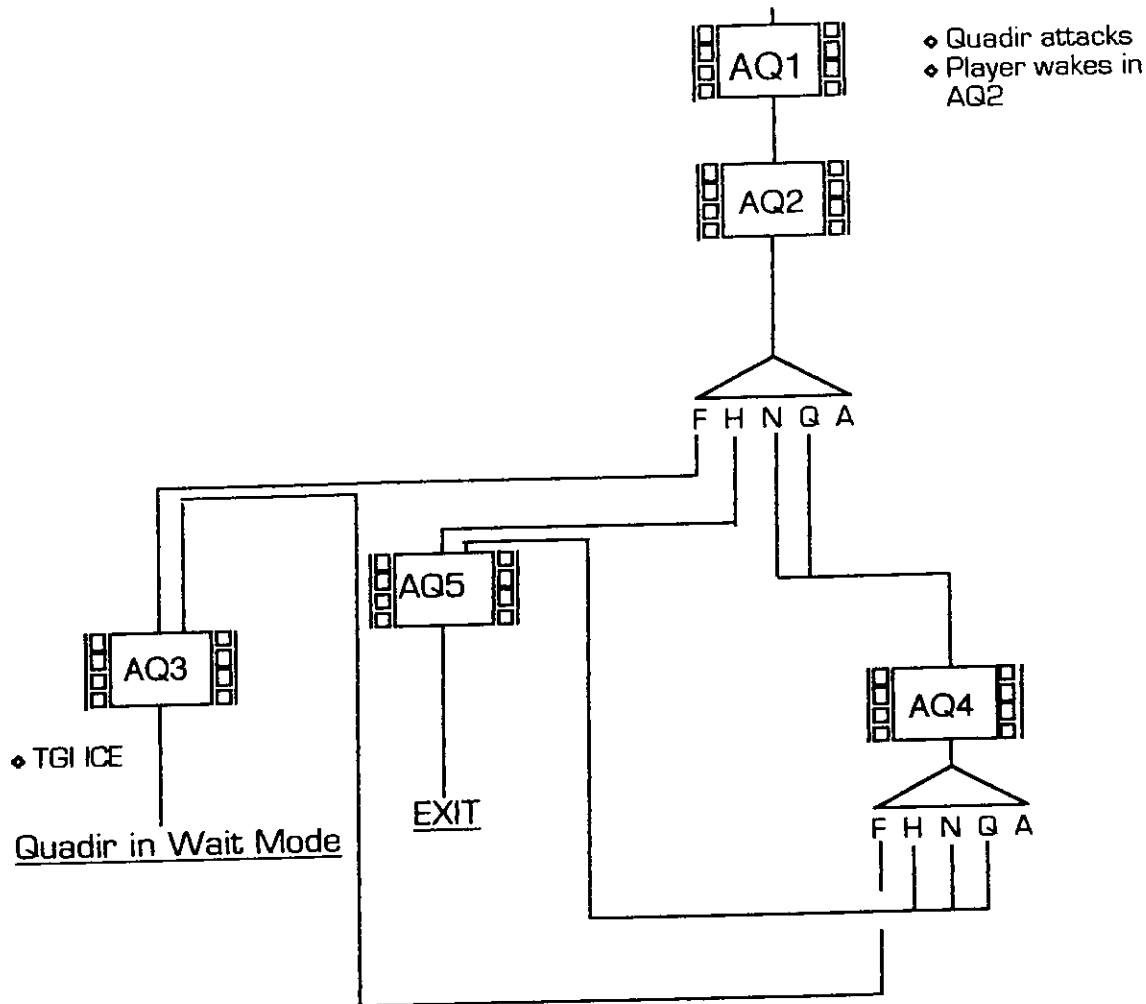 AQ1
◆ Quadir attacks
◆ Player wakes in
AQ2
AQ2
F H N Q A
AQ5
AQ3
AQ4
◆ TGI ICE
EXIT
Quadir in Wait Mode
F H N Q A